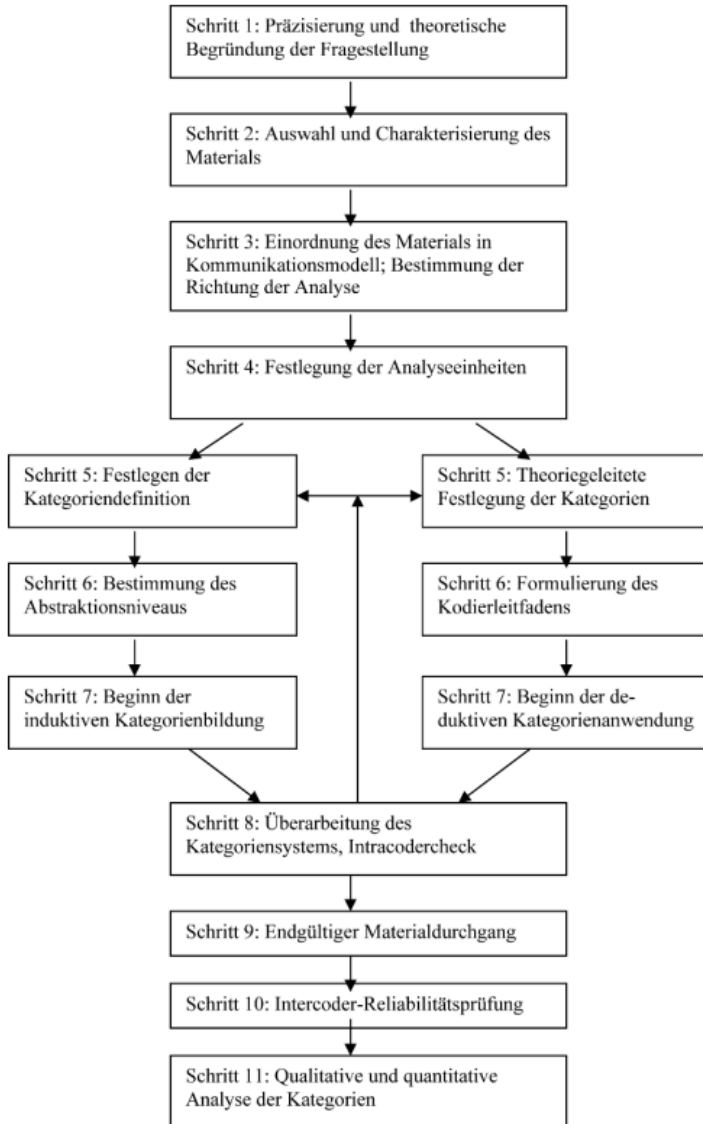 Schritt 1: Präzisierung und theoretische
Begründung der Fragestellung
Schritt 2: Auswahl und Charakterisierung des
Materials
Schritt 3: Einordnung des Materials in
Kommunikationsmodell; Bestimmung der
Richtung der Analyse
Schritt 4: Festlegung der Analyseeinheiten
Schritt 5: Festlegen der
Kategoriendefinition
Schritt 5: Theoriegeleitete
Festlegung der Kategorien
Schritt 6: Bestimmung des
Abstraktionsniveaus
Schritt 6: Formulierung des
Kodierleitfadens
Schritt 7: Beginn der
induktiven Kategorienbildung
Schritt 7: Beginn der de-
duktiven Kategorienanwendung
Schritt 8: Überarbeitung des
Kategoriensystems, Intracodercheck
Schritt 9: Endgültiger Materialdurchgang
Schritt 10: Intercoder-Reliabilitätsprüfung
Schritt 11: Qualitative und quantitative
Analyse der Kategorien